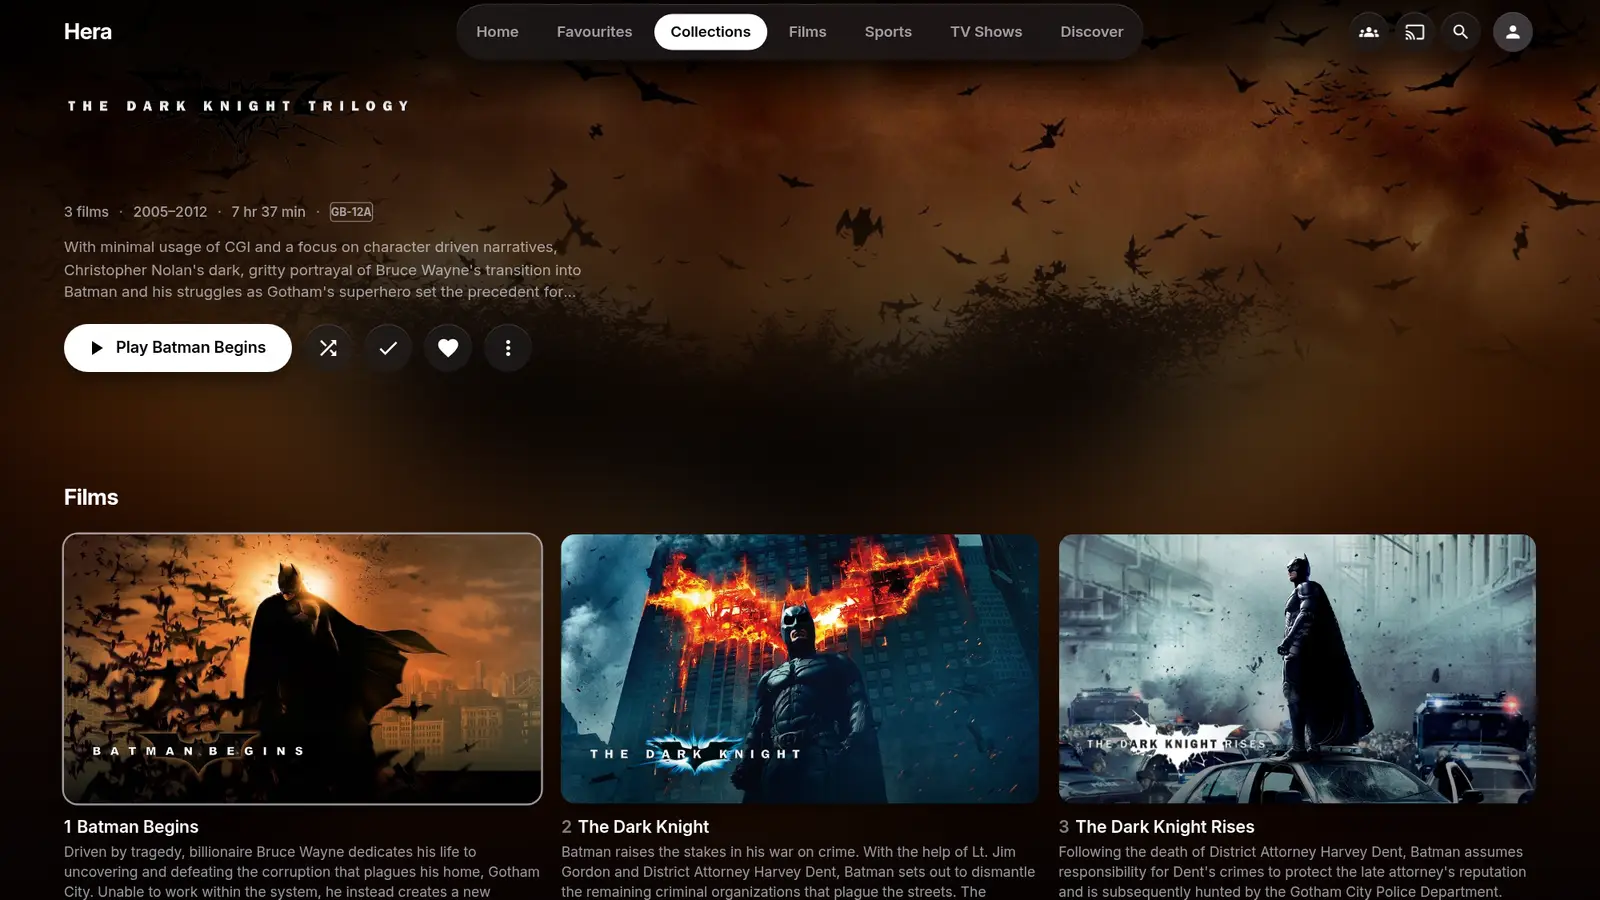 Hera
Home Favourites Collections Films Sports TV Shows Discover
THE DARK KNIGHT TRILOGY
3 films · 2005–2012 · 7 hr 37 min · GB-12A
With minimal usage of CGI and a focus on character driven narratives,
Christopher Nolan's dark, gritty portrayal of Bruce Wayne's transition into
Batman and his struggles as Gotham's superhero set the precedent for...
Play Batman Begins
Films
BATMAN BEGINS
THE DARK KNIGHT
THE DARK KNIGHT RISES
1 Batman Begins
Driven by tragedy, billionaire Bruce Wayne dedicates his life to
uncovering and defeating the corruption that plagues his home, Gotham
City. Unable to work within the system, he instead creates a new
2 The Dark Knight
Batman raises the stakes in his war on crime. With the help of Lt. Jim
Gordon and District Attorney Harvey Dent, Batman sets out to dismantle
the remaining criminal organizations that plague the streets. The
3 The Dark Knight Rises
Following the death of District Attorney Harvey Dent, Batman assumes
responsibility for Dent's crimes to protect the late attorney's reputation
and is subsequently hunted by the Gotham City Police Department.